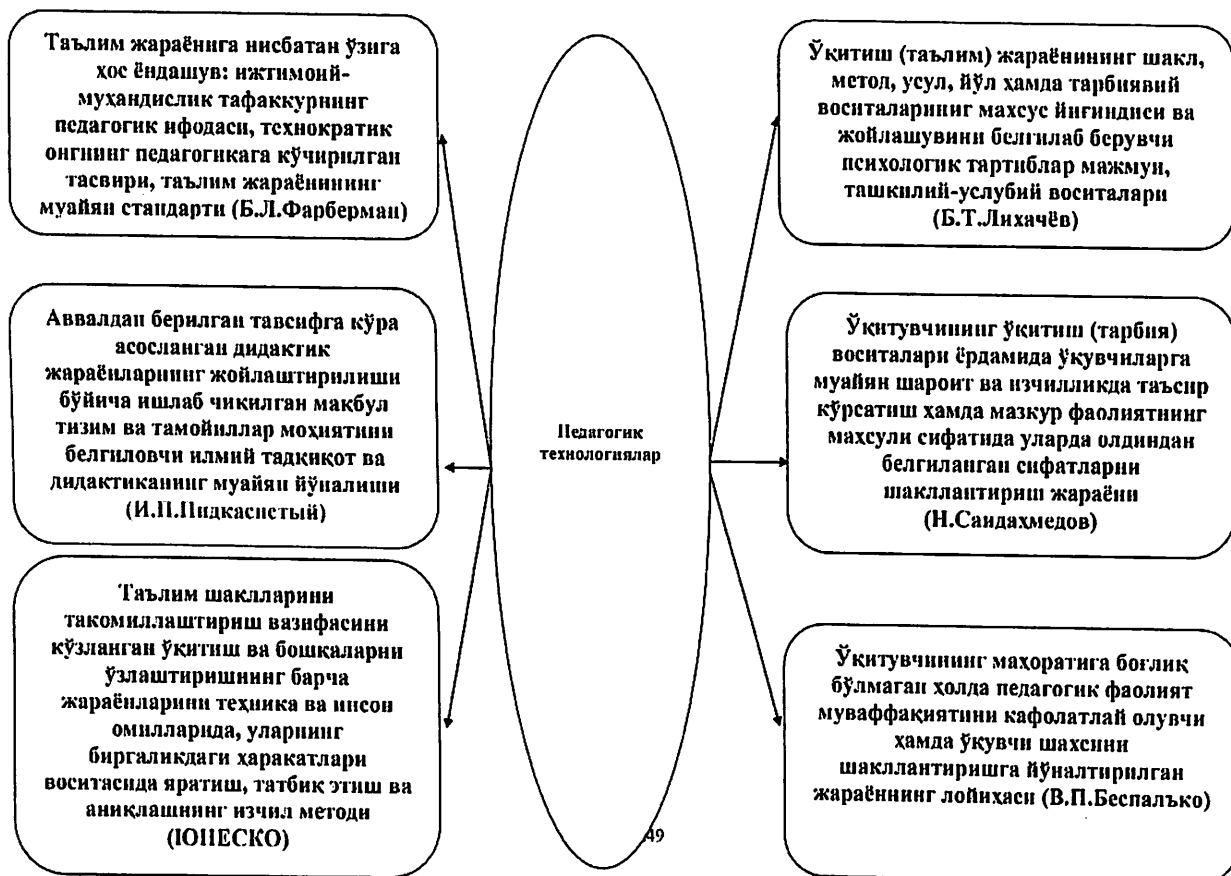 Таълим жараёнига нисбатан ўзига
ҳос ёндашув: ижтимоий-
муҳандислик тафаккурнинг
педагогик ифодаси, технократик
онгнинг педагогикага кўчирилган
тасвири, таълим жараёнининг
муайян стандарти (Б.Л.Фарберман)
Аввалдан берилган тавсифга кўра
асосланган дидактик
жараёнларнинг жойлаштирилиши
бўйича ишлаб чиқилган мақбул
тизим ва тамойиллар моҳиятини
белгиловчи илмий тадқиқот ва
дидактиканинг муайян йўналиши
(И.П.Пидкасистый)
Таълим шаклларини
такомиллаштириш вазифасини
кўзланган ўқитиш ва бошқаларни
ўзлаштиришнинг барча
жараёнларини техника ва инсон
омилларида, уларнинг
биргаликдаги ҳаракатлари
воситасида яратиш, татбиқ этиш ва
аниқлашнинг изчил методи
(ЮНЕСКО)
Педагогик
технологиялар
Ўқитиш (таълим) жараёнининг шакл,
метод, усул, йўл ҳамда тарбиявий
воситаларининг махсус йиғиндиси ва
жойлашувини белгилаб берувчи
психологик тартиблар мажмуи,
ташкилий-услубий воситалари
(Б.Т.Лихачёв)
Ўқитувчининг ўқитиш (тарбия)
воситалари ёрдамида ўқувчиларга
муайян шароит ва изчилликда таъсир
кўрсатиш ҳамда мазкур фаолиятнинг
маҳсули сифатида уларда олдиндан
белгиланган сифатларни
шакллантириш жараёни
(Н.Саидаҳмедов)
Ўқитувчининг маҳоратига боғлиқ
бўлмаган ҳолда педагогик фаолият
муваффақиятини кафолатлай олувчи
ҳамда ўқувчи шахсини
шакллантиришга йўналтирилган
жараённинг лойиҳаси (В.П.Беспалъко)
49